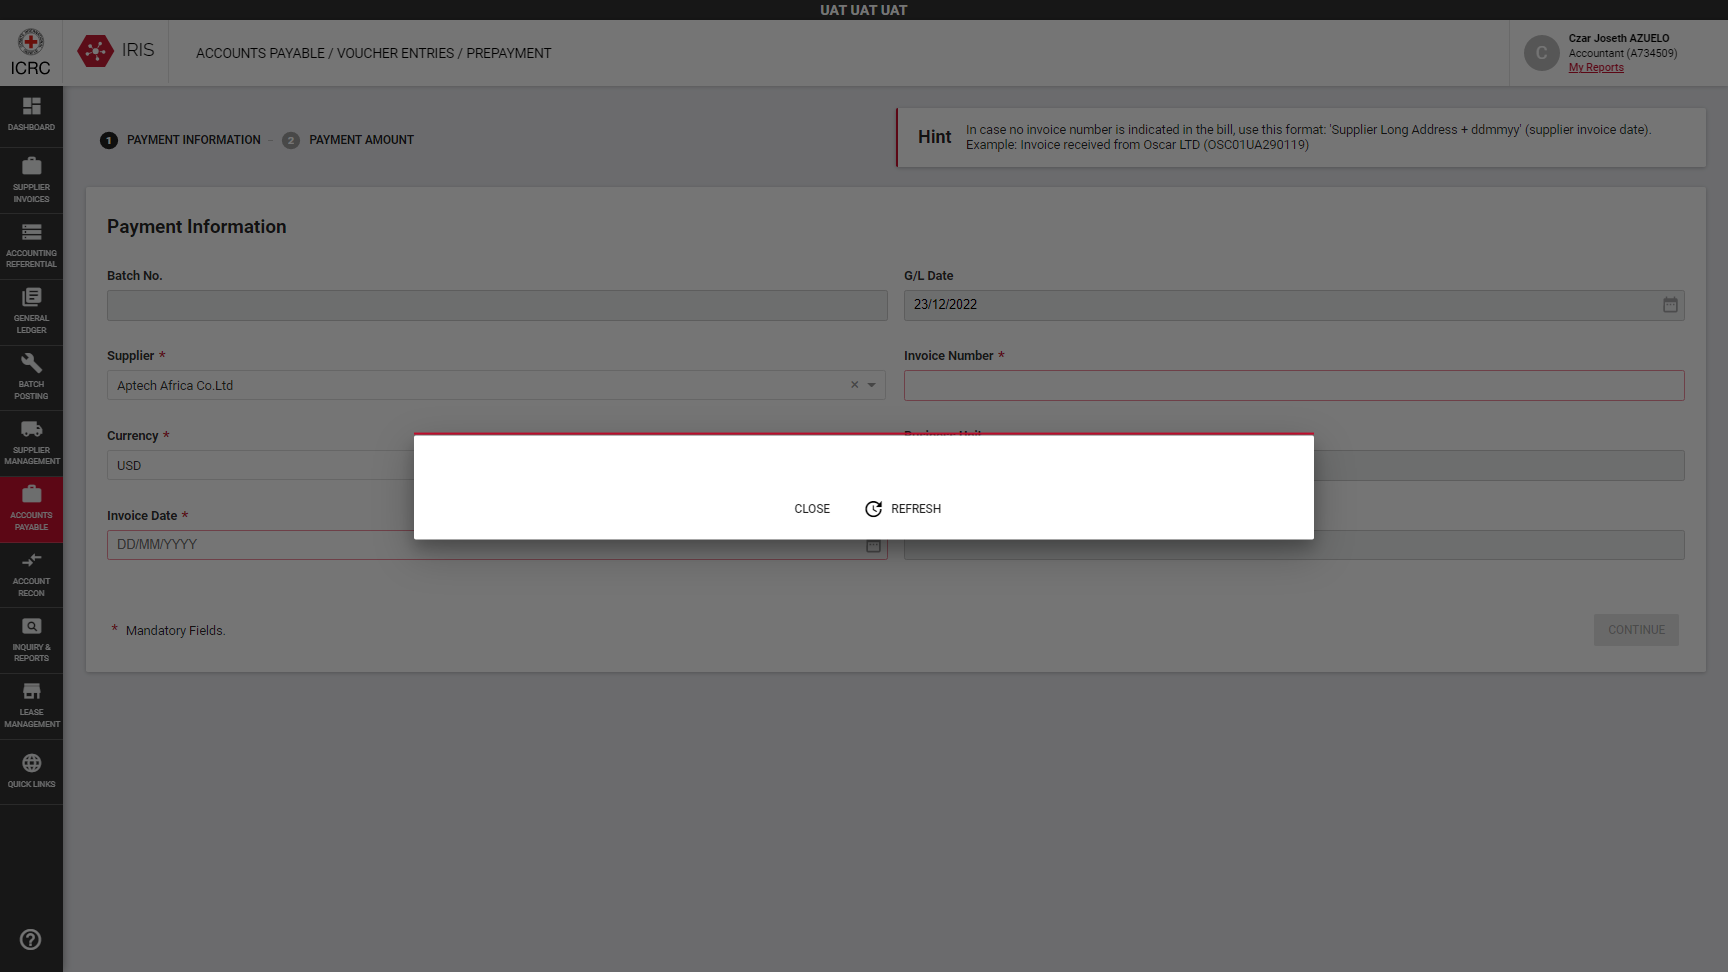 UAT UAT UAT
ICRC
IRIS
ACCOUNTS PAYABLE / VOUCHER ENTRIES / PREPAYMENT
C
Czar Joseth AZUELO
Accountant (A734509)
My Reports
DASHBOARD
SUPPLIER
INVOICES
ACCOUNTING
REFERENTIAL
GENERAL
LEDGER
BATCH
POSTING
SUPPLIER
MANAGEMENT
ACCOUNTS
PAYABLE
ACCOUNT
RECON
INQUIRY &
REPORTS
LEASE
MANAGEMENT
QUICK LINKS
1 PAYMENT INFORMATION - 2 PAYMENT AMOUNT
Hint
In case no invoice number is indicated in the bill, use this format: 'Supplier Long Address + ddmmyy' (supplier invoice date).
Example: Invoice received from Oscar LTD (OSC01UA290119)
Payment Information
Batch No.
G/L Date
23/12/2022
Supplier *
Aptech Africa Co.Ltd
Invoice Number *
Currency *
USD
Business Unit
Invoice Date *
DD/MM/YYYY
CLOSE
REFRESH
* Mandatory Fields.
CONTINUE